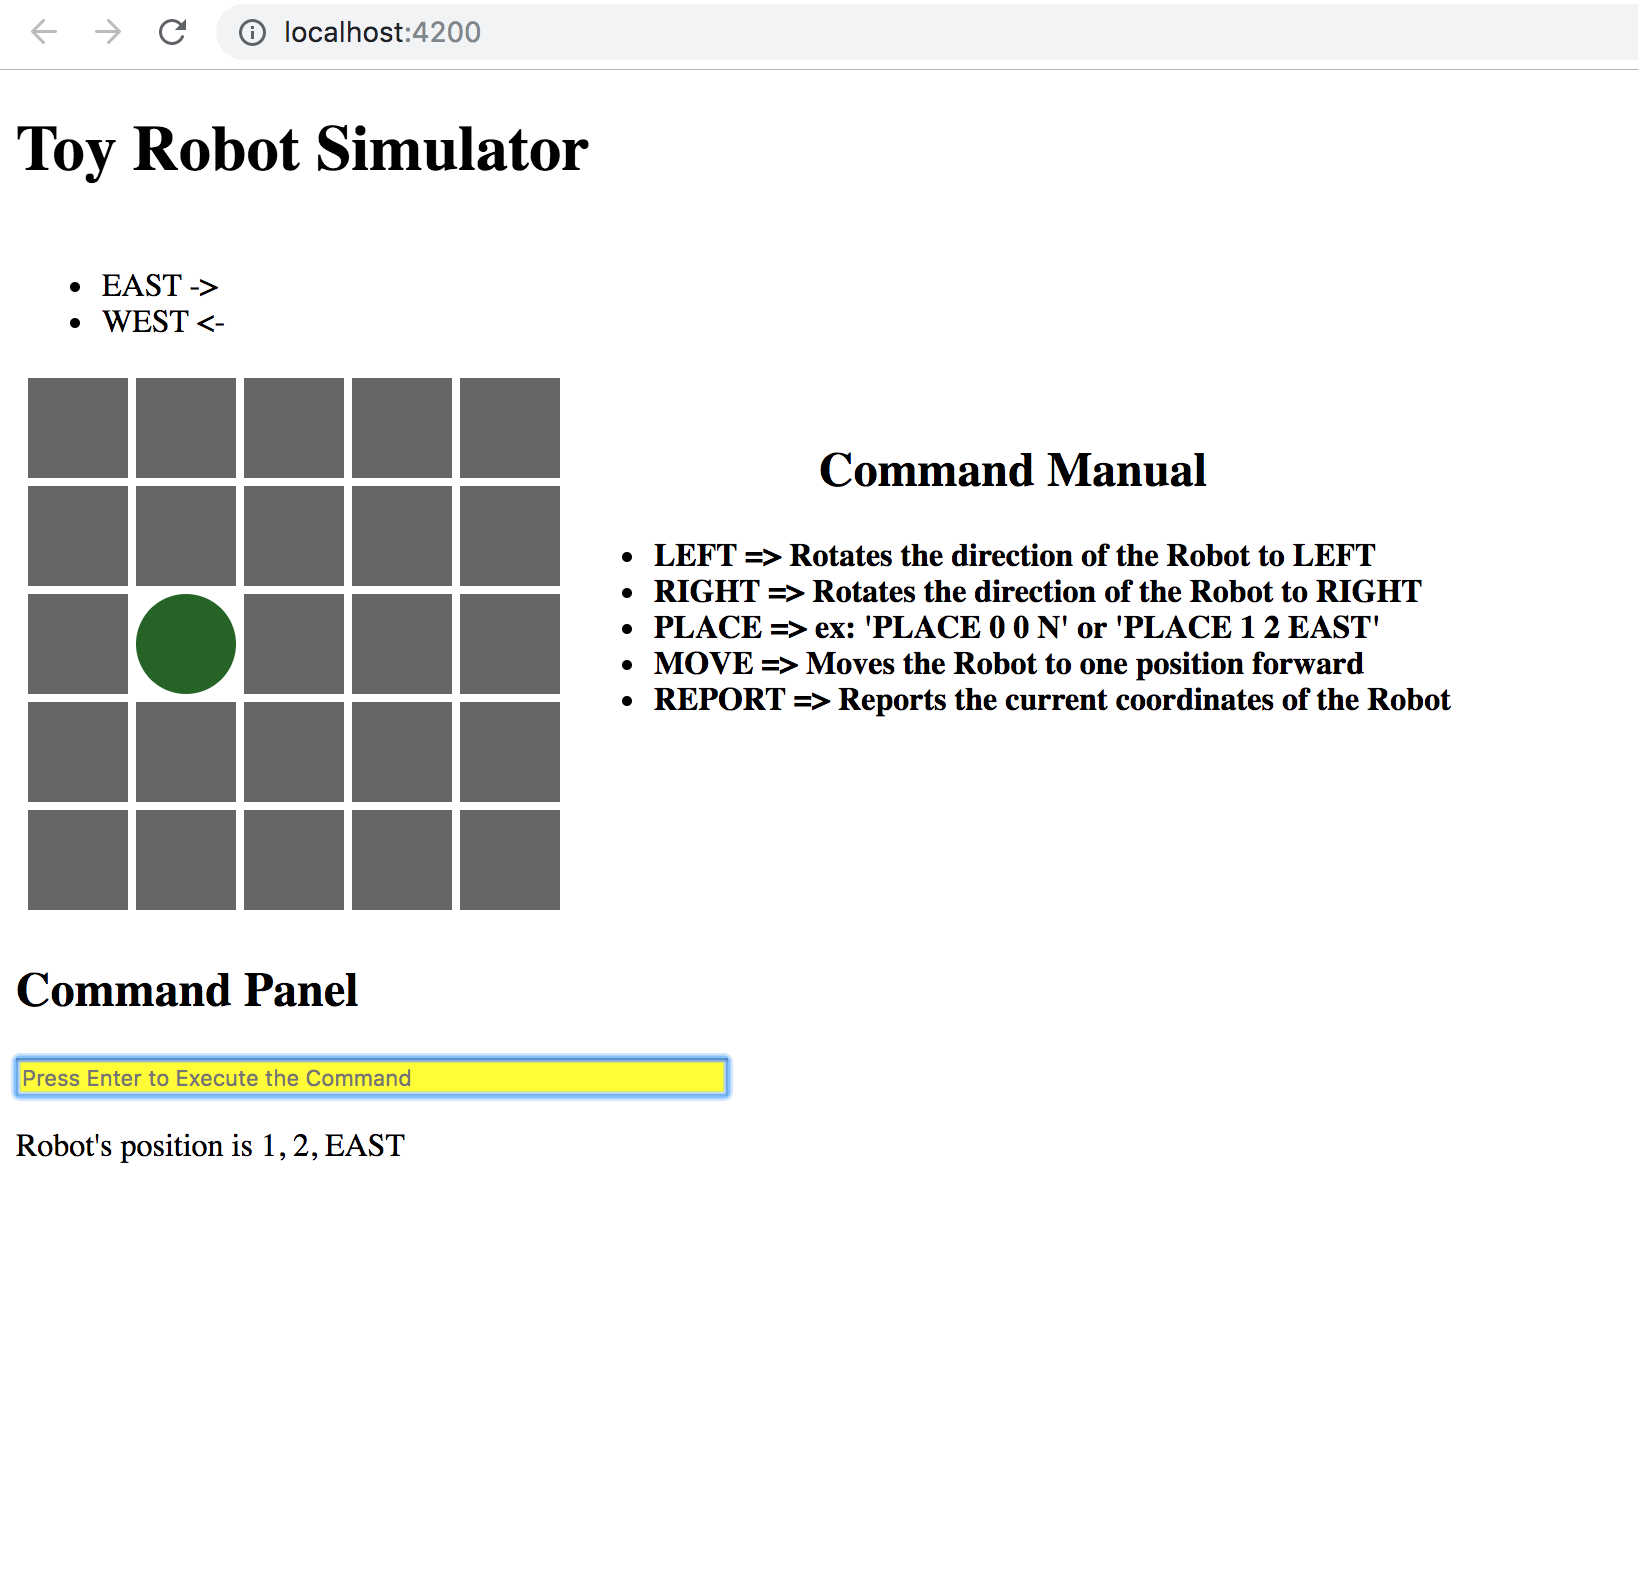 localhost:4200
Toy Robot Simulator
EAST ->
WEST <-
Command Manual
LEFT => Rotates the direction of the Robot to LEFT
RIGHT => Rotates the direction of the Robot to RIGHT
PLACE => ex: 'PLACE 0 0 N' or 'PLACE 1 2 EAST'
MOVE => Moves the Robot to one position forward
REPORT => Reports the current coordinates of the Robot
Command Panel
Press Enter to Execute the Command
Robot's position is 1, 2, EAST